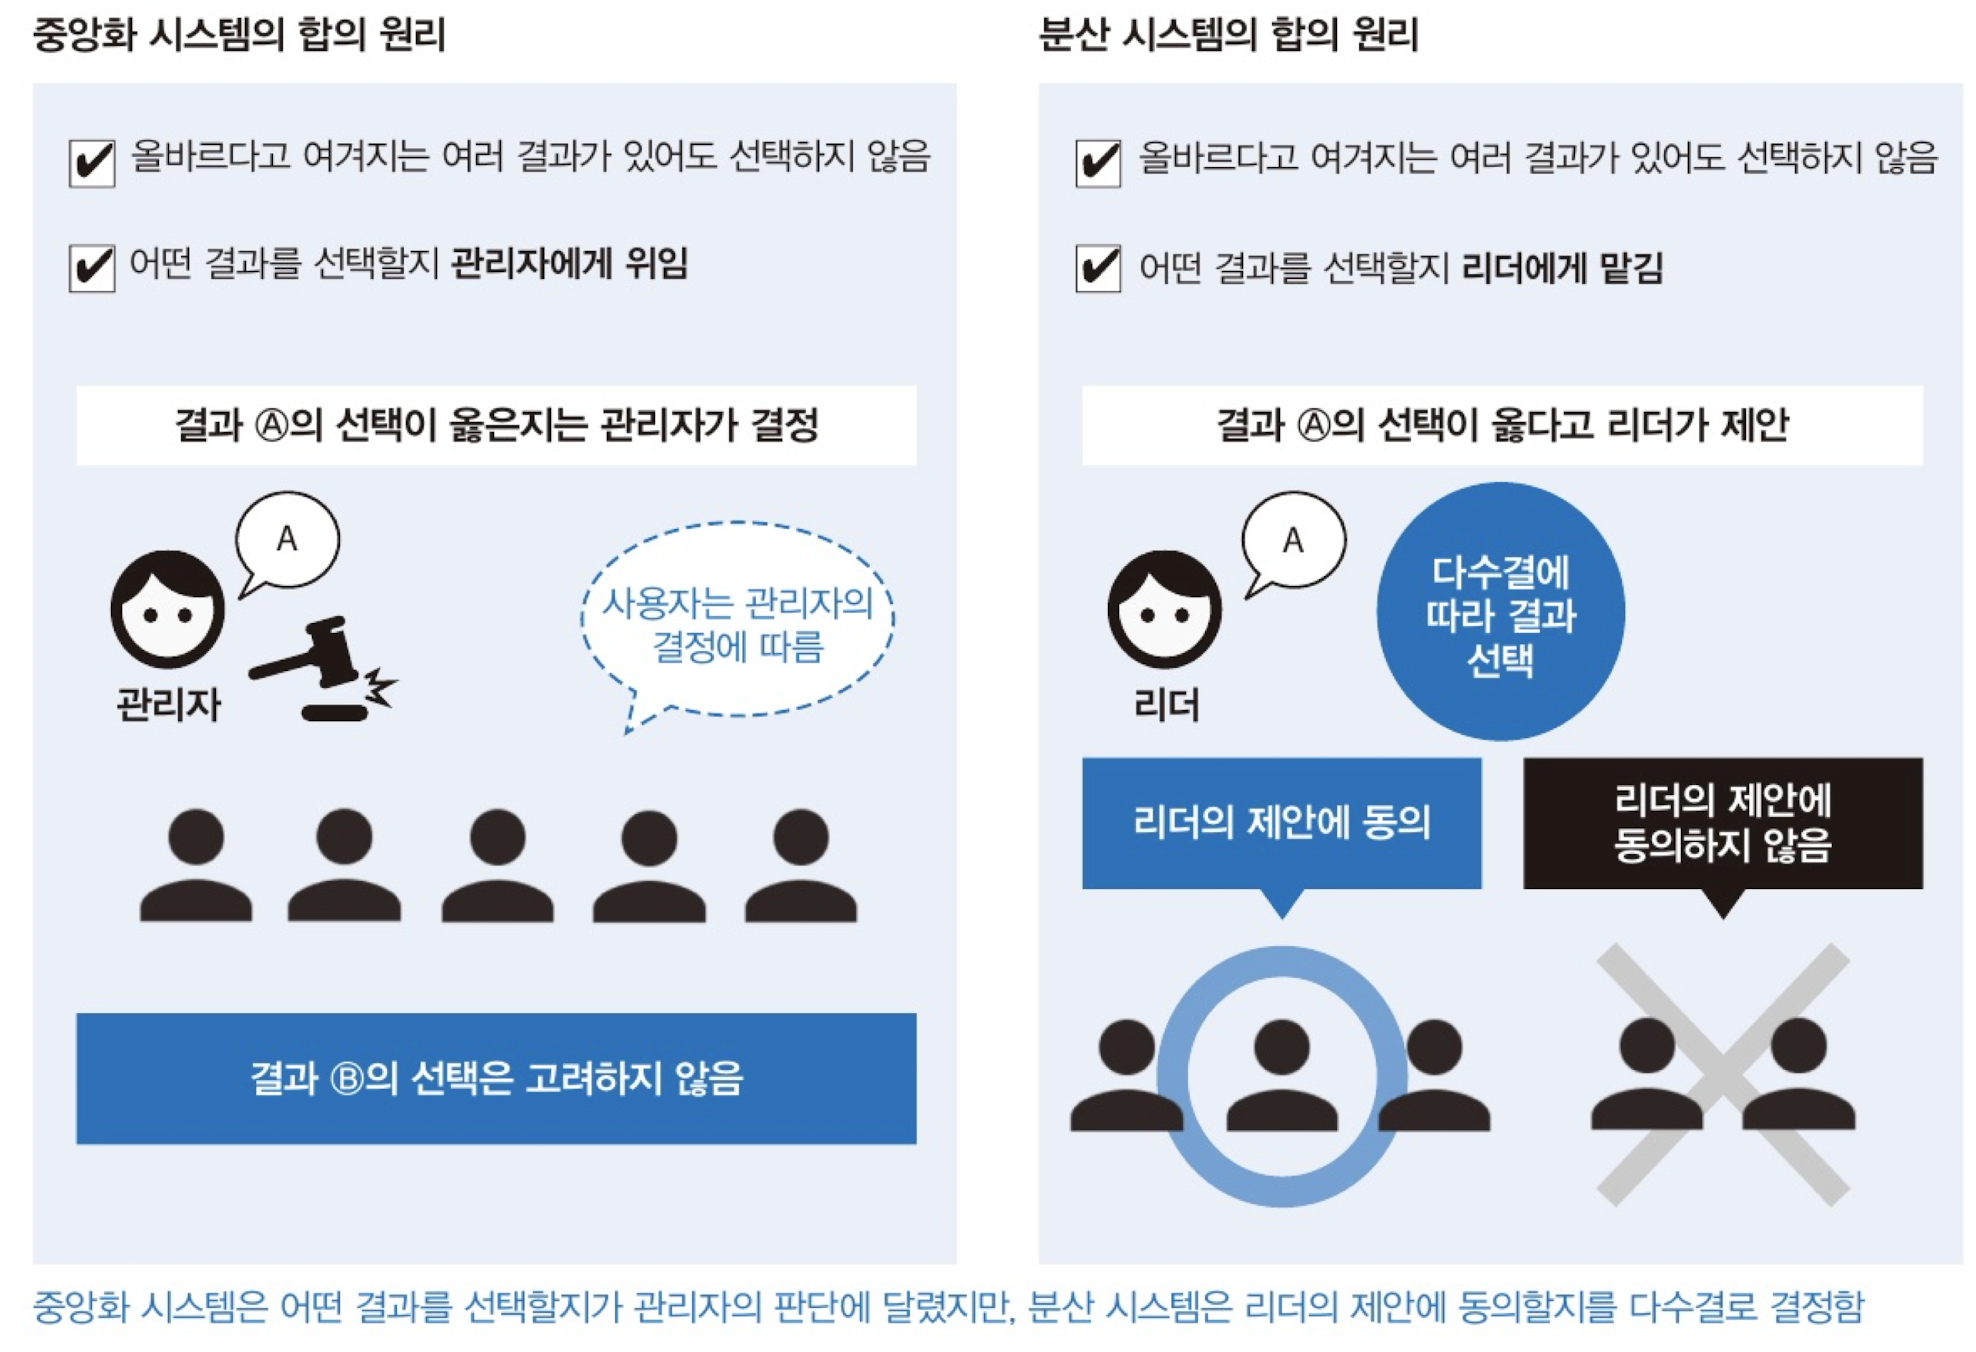 중앙화 시스템의 합의 원리
올바르다고 여겨지는 여러 결과가 있어도 선택하지 않음
어떤 결과를 선택할지 관리자에게 위임
결과 Ⓐ의 선택이 옳은지는 관리자가 결정
A
사용자는 관리자의
결정에 따름
관리자
결과 Ⓑ의 선택은 고려하지 않음
분산 시스템의 합의 원리
올바르다고 여겨지는 여러 결과가 있어도 선택하지 않음
어떤 결과를 선택할지 리더에게 맡김
결과 Ⓐ의 선택이 옳다고 리더가 제안
A
다수결에
따라 결과
선택
리더
리더의 제안에 동의
리더의 제안에
동의하지 않음
중앙화 시스템은 어떤 결과를 선택할지가 관리자의 판단에 달렸지만, 분산 시스템은 리더의 제안에 동의할지를 다수결로 결정함